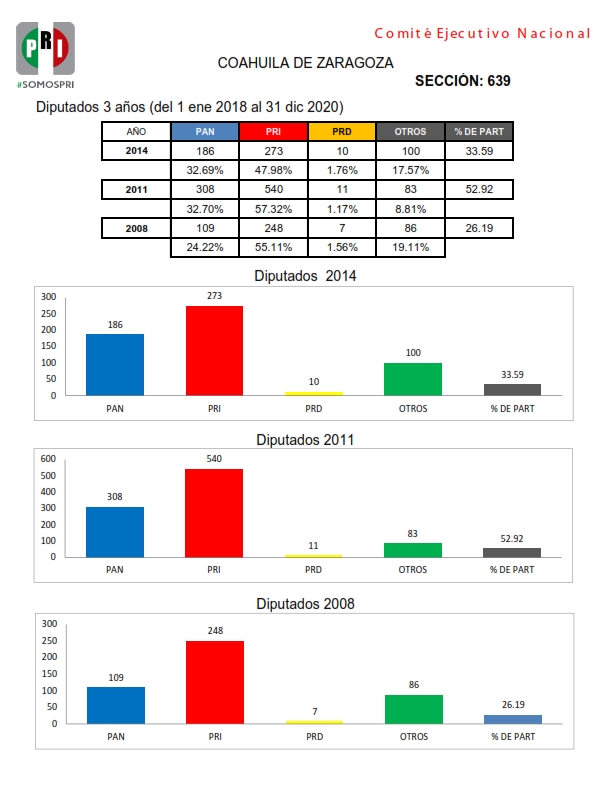 Comité Ejecutivo Nacional
PRI
#SOMOSPRI
COAHUILA DE ZARAGOZA
SECCIÓN: 639
Diputados 3 años (del 1 ene 2018 al 31 dic 2020)
AÑO PAN PRI PRD OTROS % DE PART
2014 186 273 10 100 33.59
32.69% 47.98% 1.76% 17.57%
2011 308 540 11 83 52.92
32.70% 57.32% 1.17% 8.81%
2008 109 248 7 86 26.19
24.22% 55.11% 1.56% 19.11%
Diputados 2014
300
250
200
150
100
50
0
186
273
10
100
33.59
PAN PRI PRD OTROS % DE PART
Diputados 2011
600
500
400
300
200
100
0
308
540
11
83
52.92
PAN PRI PRD OTROS % DE PART
Diputados 2008
300
250
200
150
100
50
0
109
248
7
86
26.19
PAN PRI PRD OTROS % DE PART